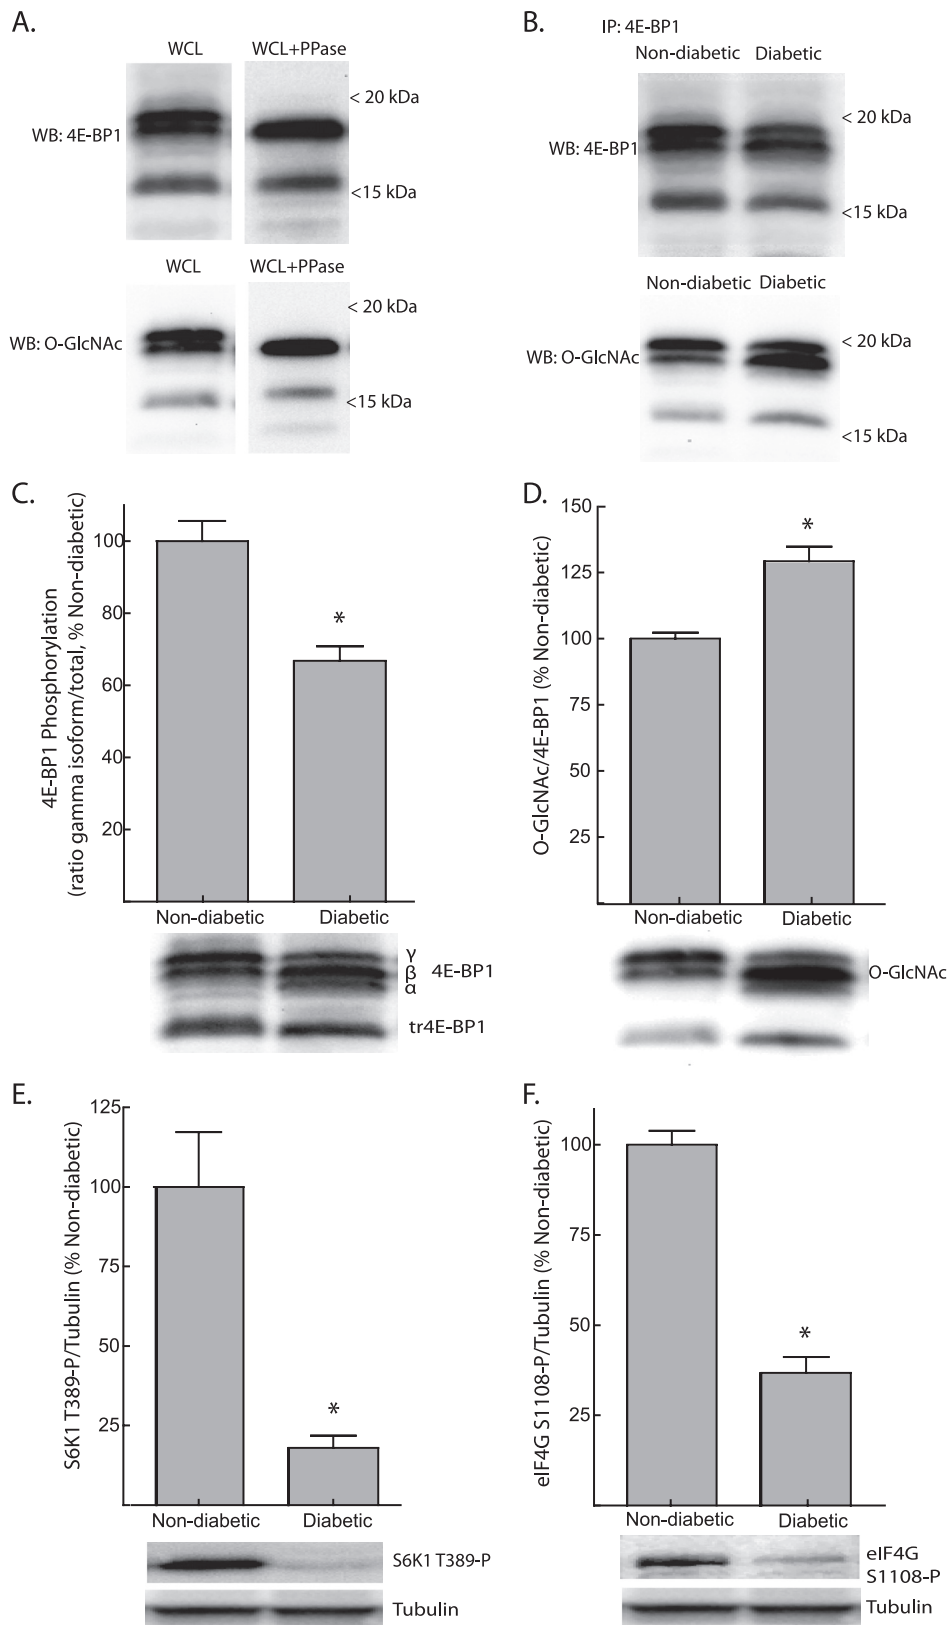 A.
WCL WCL+PPase
< 20 kDa
WB: 4E-BP1
<15 kDa
WCL WCL+PPase
< 20 kDa
WB: O-GlcNAc
<15 kDa
B.
IP: 4E-BP1
Non-diabetic Diabetic
< 20 kDa
WB: 4E-BP1
<15 kDa
Non-diabetic Diabetic
< 20 kDa
WB: O-GlcNAc
<15 kDa
C.
4E-BP1 Phosphorylation
(ratio gamma isoform/total, % Non-diabetic)
100
80
60
40
20
*
Non-diabetic Diabetic
γ
β 4E-BP1
α
tr4E-BP1
D.
O-GlcNAc/4E-BP1 (% Non-diabetic)
150
125
100
75
50
25
*
Non-diabetic Diabetic
O-GlcNAc
E.
S6K1 T389-P/Tubulin (% Non-diabetic)
125
100
75
50
25
*
Non-diabetic Diabetic
S6K1 T389-P
Tubulin
F.
eIF4G S1108-P/Tubulin (% Non-diabetic)
100
75
50
25
*
Non-diabetic Diabetic
eIF4G
S1108-P
Tubulin